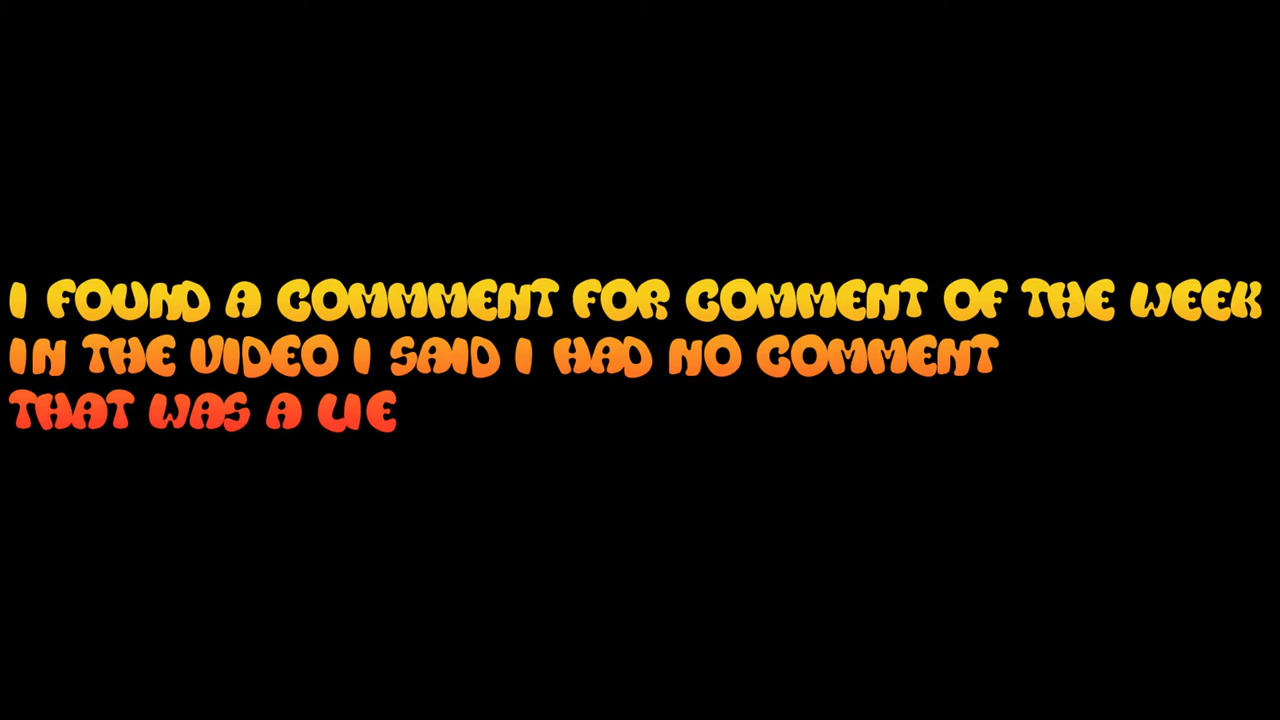 I FOUND A COMMMENT FOR COMMENT OF THE WEEK
IN THE VIDEO I SAID I HAD NO COMMENT
THAT WAS A LIE